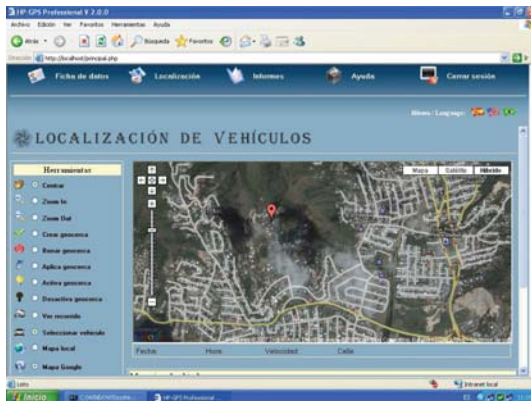 HP-GPS Professional V 2.0.0
Archivo Edición Ver Favoritos Herramientas Ayuda
Atrás Búsqueda Favoritos
Dirección http://localhost/principal.php Ir
Ficha de datos Localización Informes Ayuda Cerrar sesión
Idioma / Language:
LOCALIZACIÓN DE VEHÍCULOS
Herramientas
Centrar
Zoom In
Zoom Out
Crear geocerca
Borrar geocerca
Aplica geocerca
Activa geocerca
Desactiva geocerca
Ver recorrido
Seleccionar vehículo
Mapa local
Mapa Google
Mapa Satélite Híbrido
Fecha: Hora: Velocidad: Calle:
Listo Intranet local
Inicio HP-GPS Professional ... ES